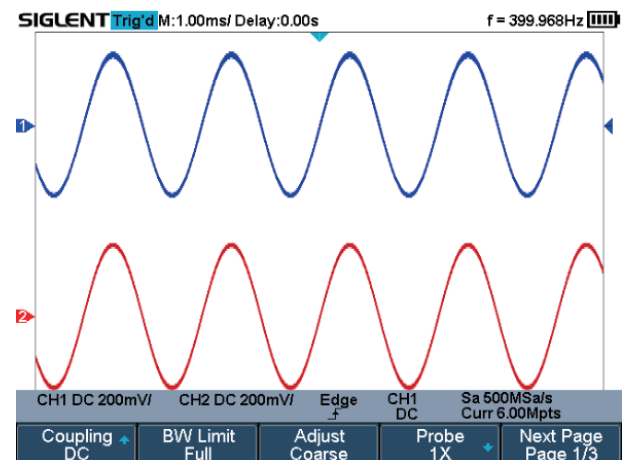 SIGLENT Trig'd M:1.00ms/ Delay:0.00s f = 399.968Hz
1
2
CH1 DC 200mV/ CH2 DC 200mV/ Edge CH1 Sa 500MSa/s
DC Curr 6.00Mpts
Coupling BW Limit Adjust Probe Next Page
DC Full Coarse 1X Page 1/3